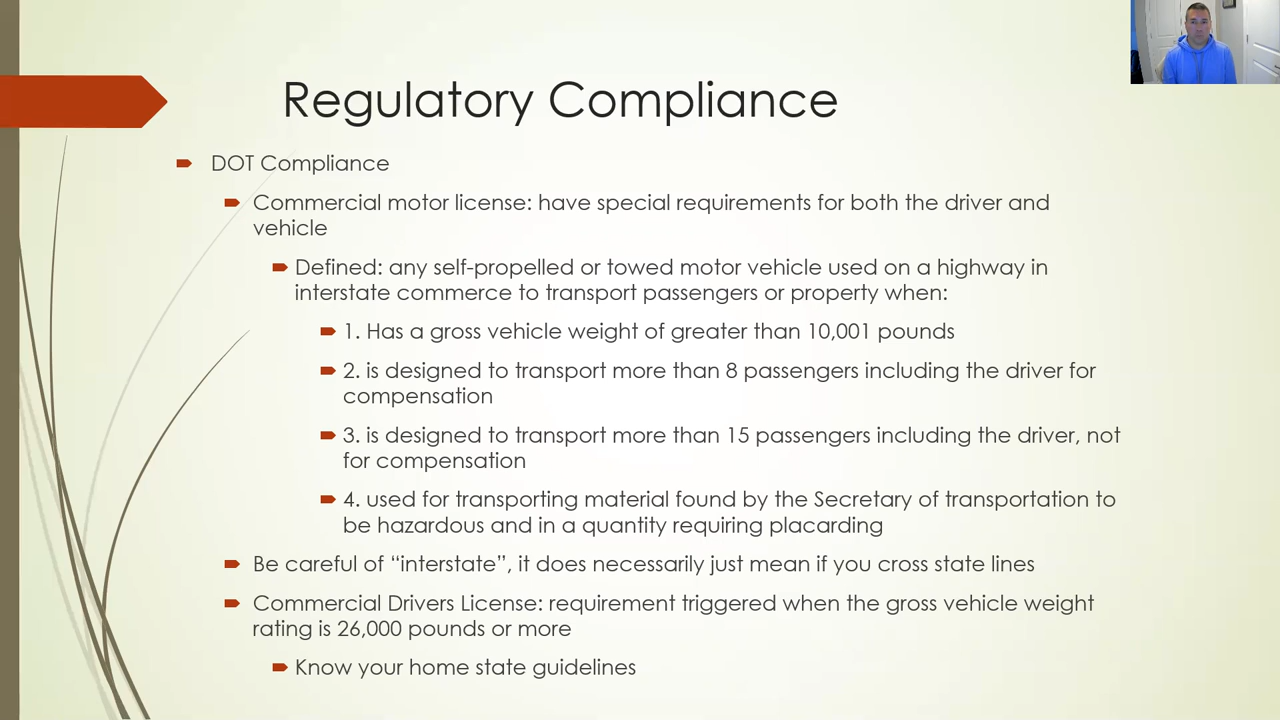 Regulatory Compliance
DOT Compliance
Commercial motor license: have special requirements for both the driver and
vehicle
Defined: any self-propelled or towed motor vehicle used on a highway in
interstate commerce to transport passengers or property when:
1. Has a gross vehicle weight of greater than 10,001 pounds
2. is designed to transport more than 8 passengers including the driver for
compensation
3. is designed to transport more than 15 passengers including the driver, not
for compensation
4. used for transporting material found by the Secretary of transportation to
be hazardous and in a quantity requiring placarding
Be careful of “interstate”, it does necessarily just mean if you cross state lines
Commercial Drivers License: requirement triggered when the gross vehicle weight
rating is 26,000 pounds or more
Know your home state guidelines